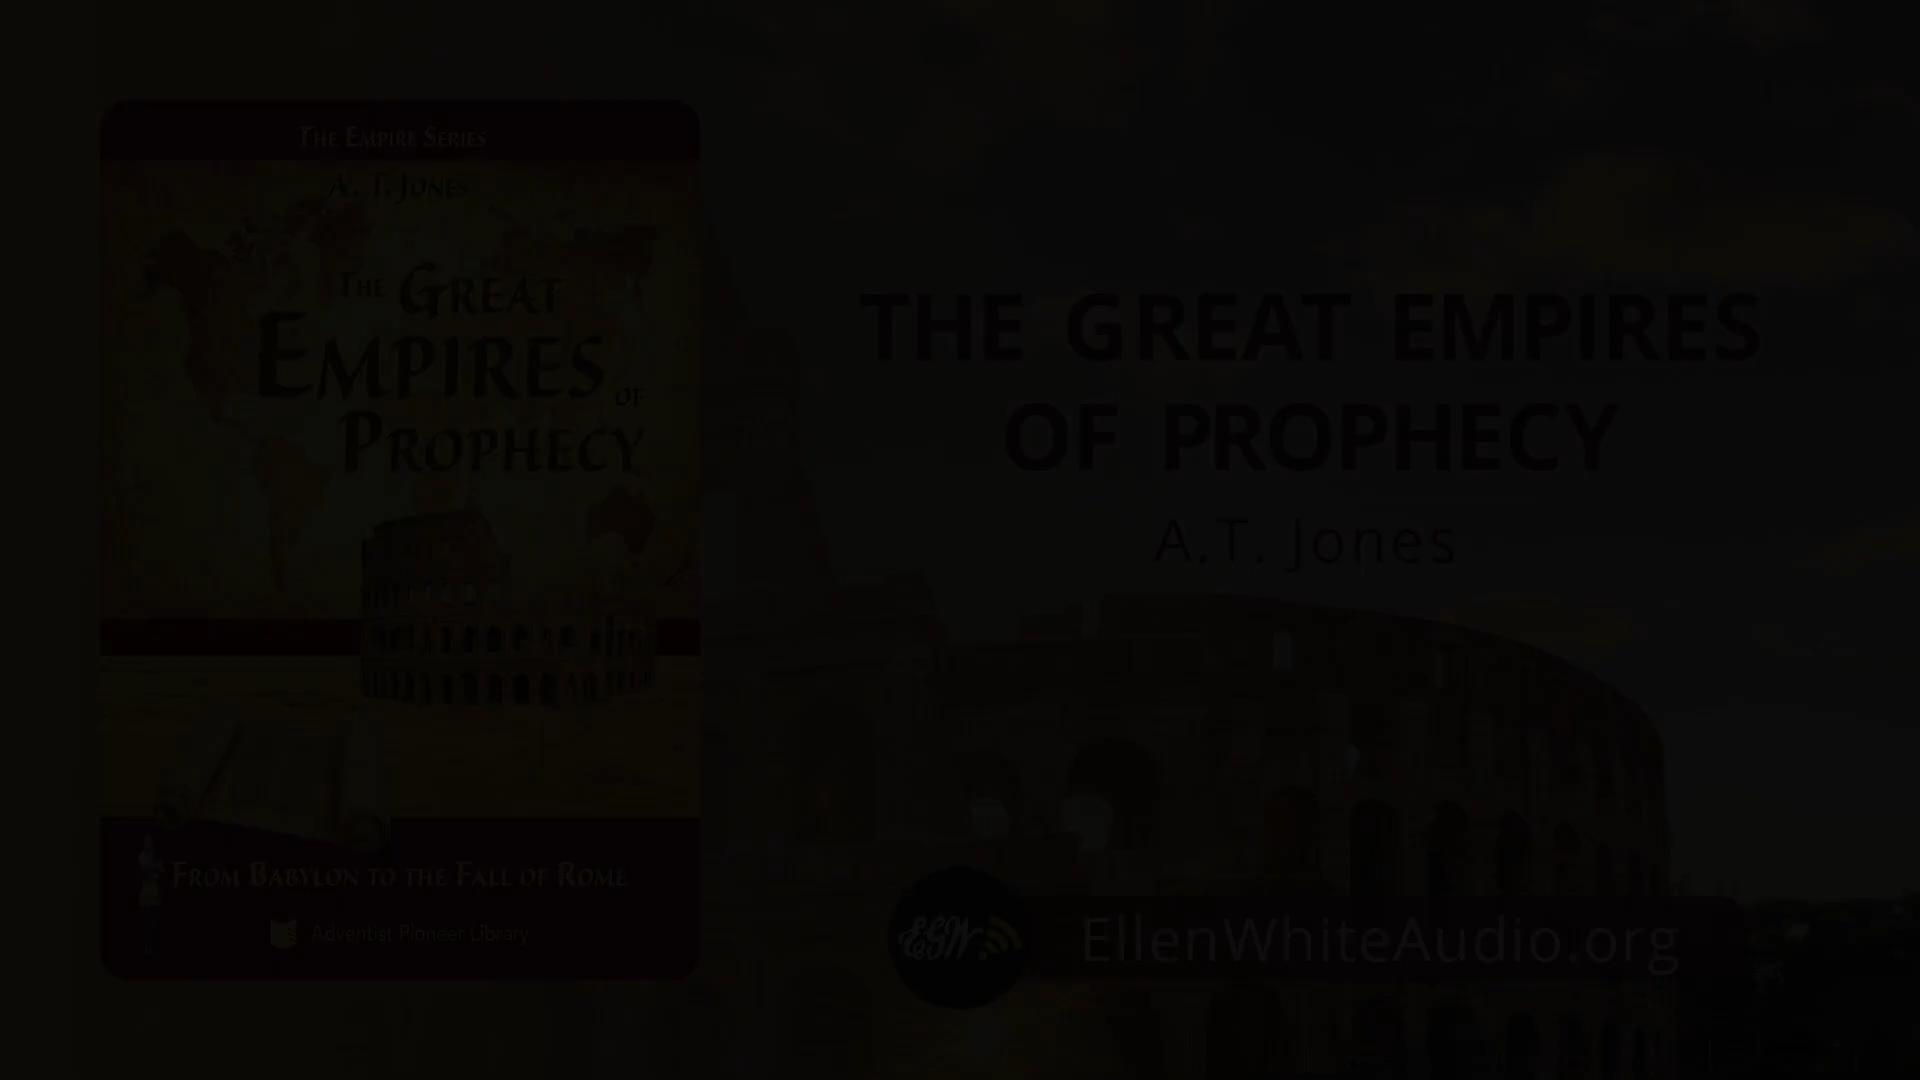 THE EMPIRE SERIES
A. T. JONES
THE GREAT
EMPIRES OF
PROPHECY
FROM BABYLON TO THE FALL OF ROME
Adventist Pioneer Library
THE GREAT EMPIRES
OF PROPHECY
A.T. Jones
EGW
EllenWhiteAudio.org